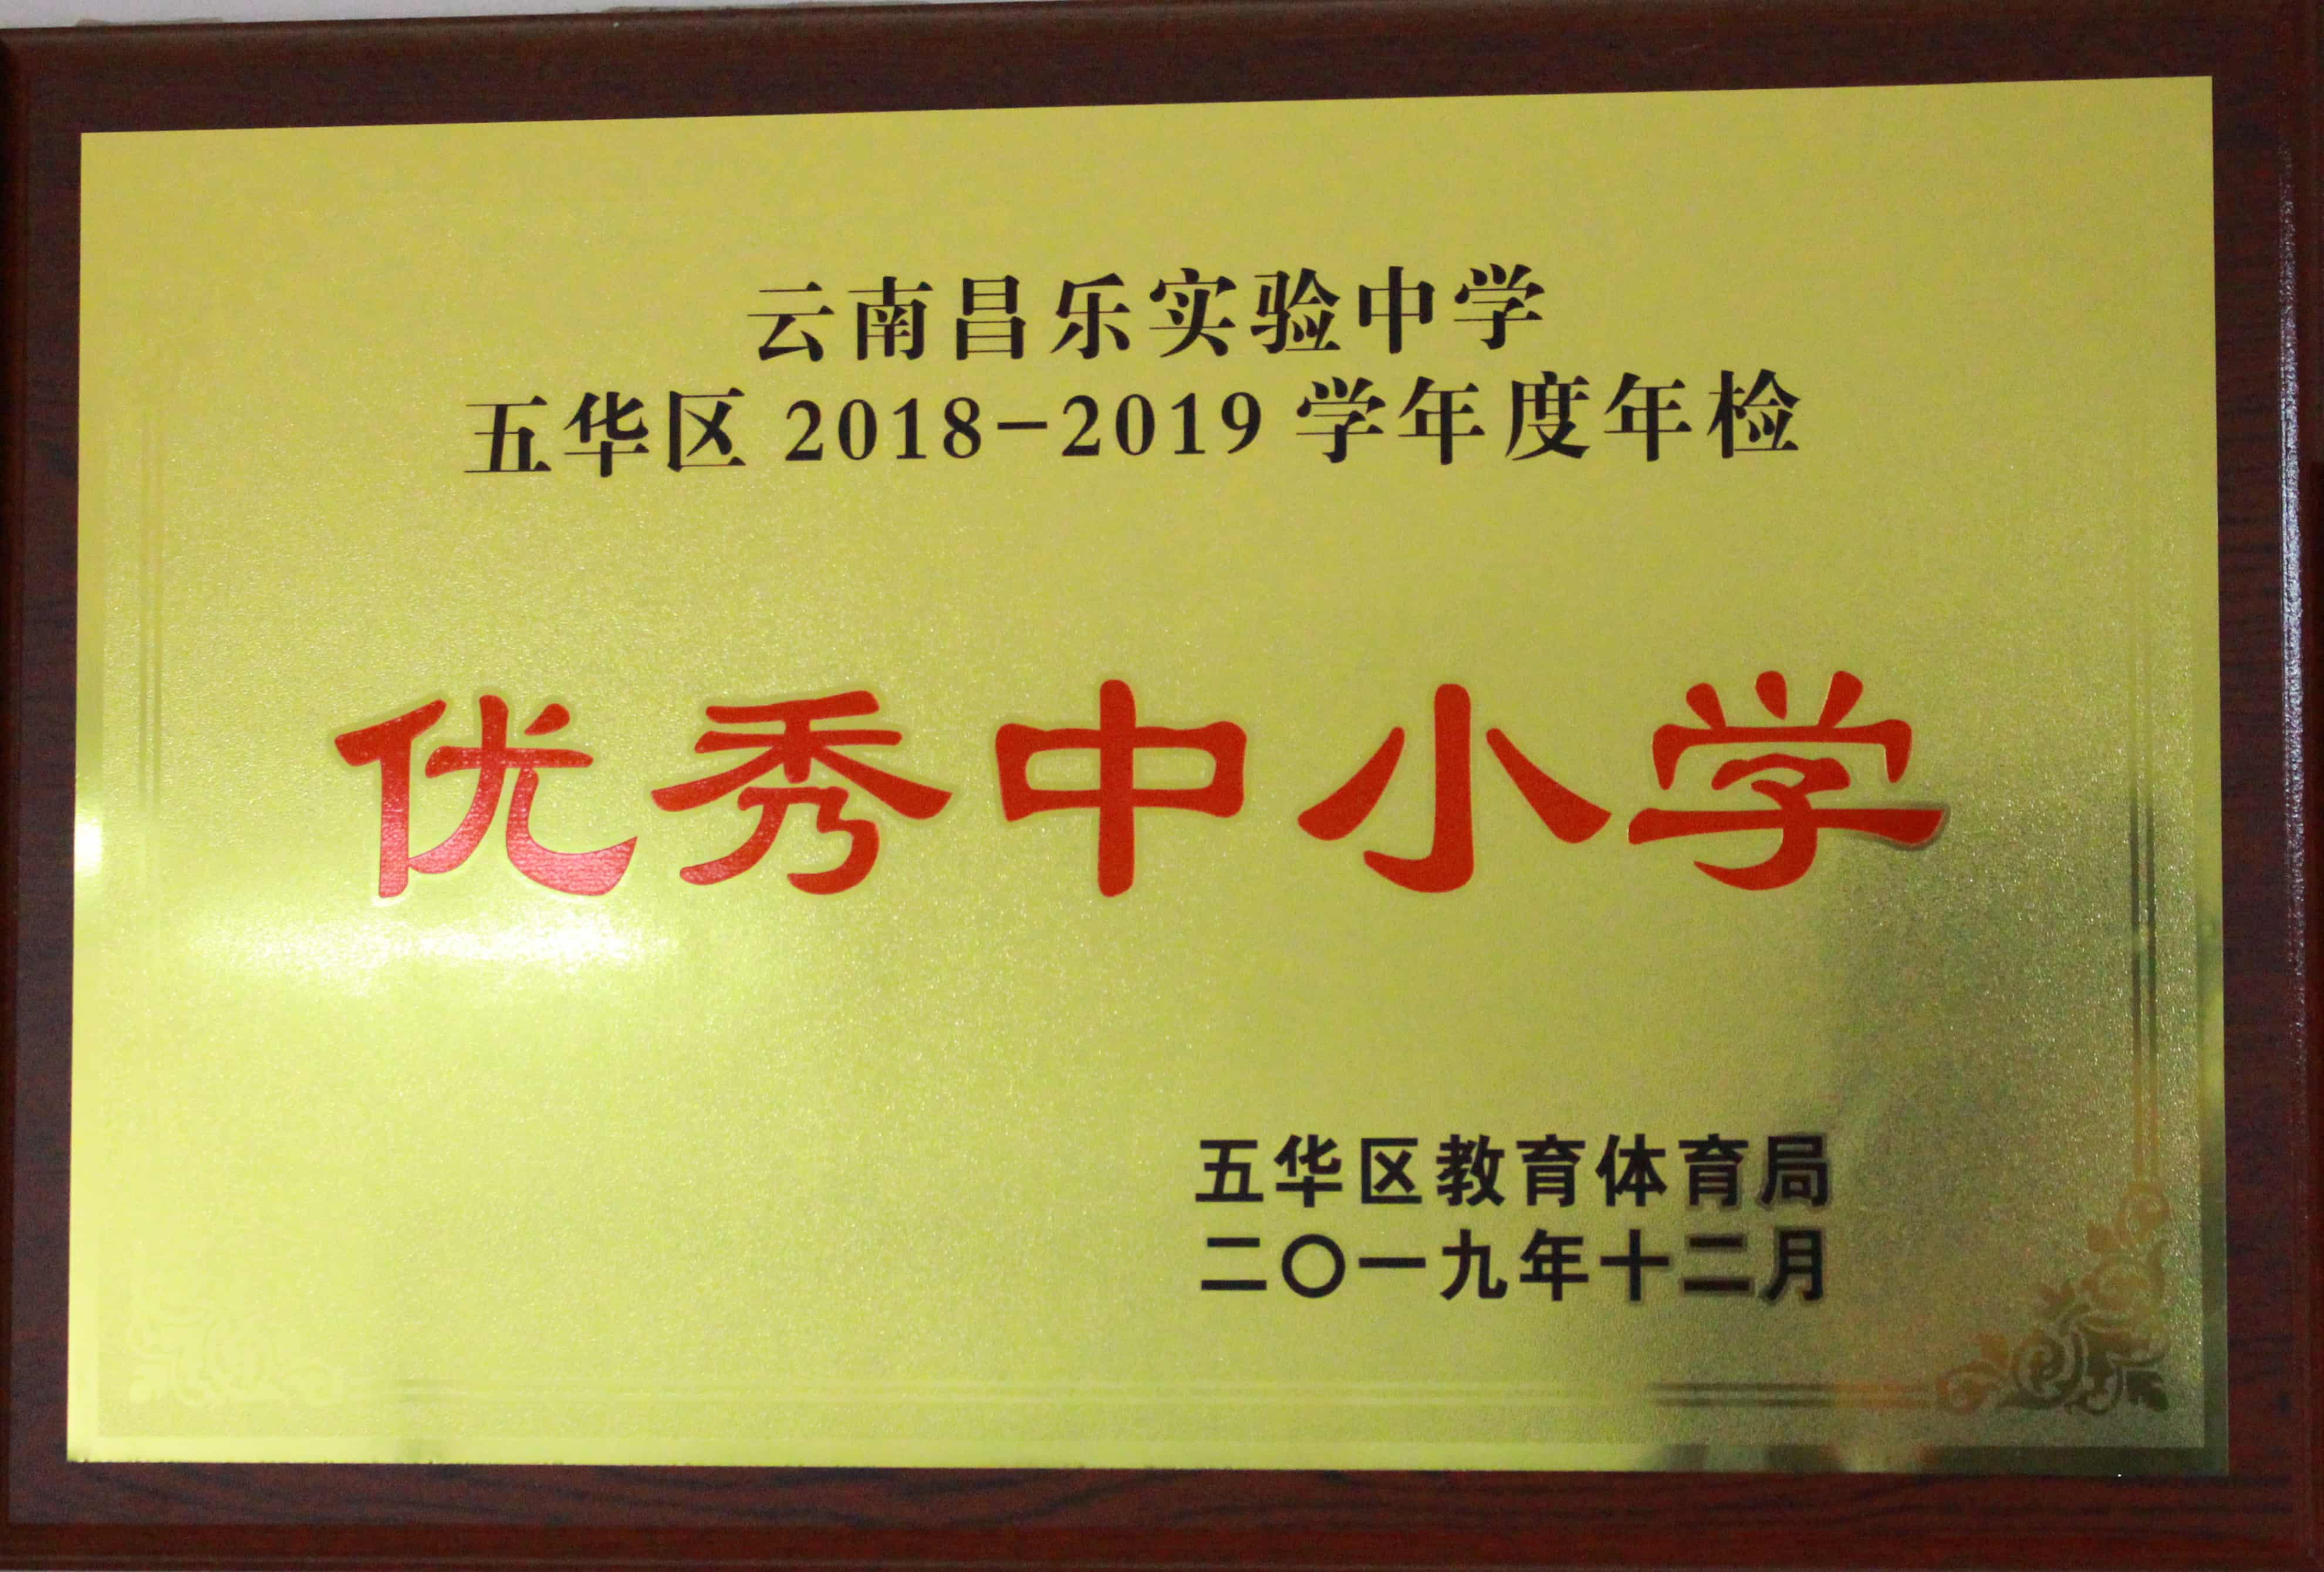 云南昌乐实验中学
五华区 2018-2019 学年度年检
优秀中小学
五华区教育体育局
二〇一九年十二月